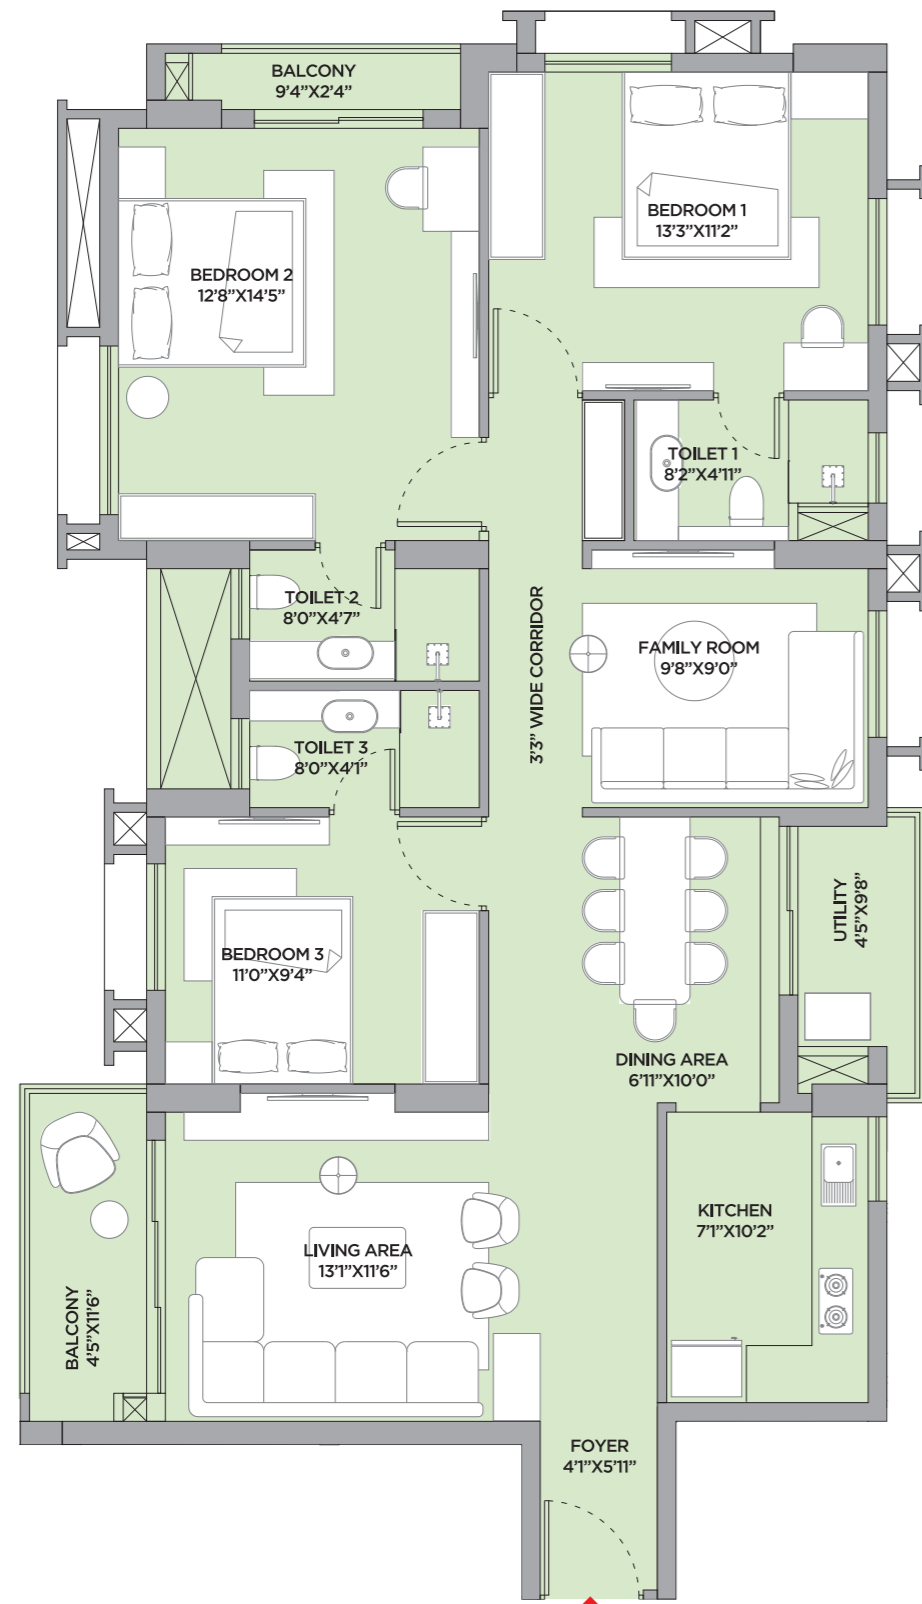 BALCONY
9'4"X2'4"
BEDROOM 1
13'3"X11'2"
BEDROOM 2
12'8"X14'5"
TOILET 1
8'2"X4'11"
TOILET 2
8'0"X4'7"
3'3" WIDE CORRIDOR
FAMILY ROOM
9'8"X9'0"
TOILET 3
8'0"X4'1"
UTILITY
4'5"X9'8"
BEDROOM 3
11'0"X9'4"
DINING AREA
6'11"X10'0"
KITCHEN
7'1"X10'2"
LIVING AREA
13'1"X11'6"
BALCONY
4'5"X11'6"
FOYER
4'1"X5'11"